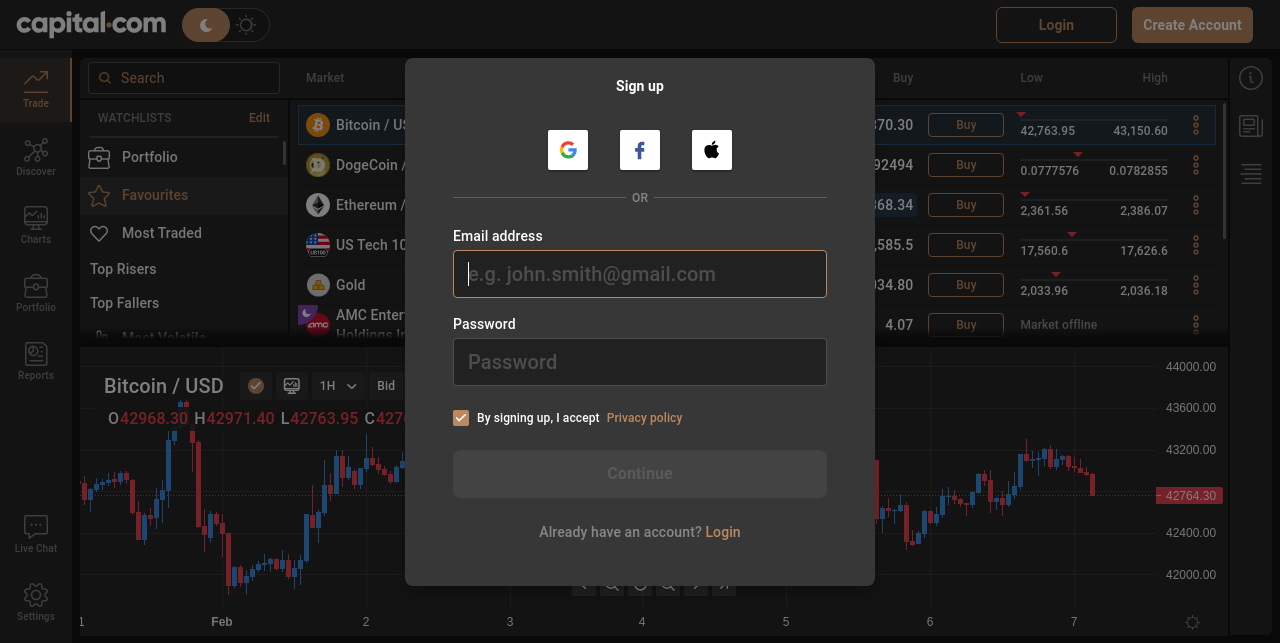 capital.com
Login
Create Account
Trade
Discover
Charts
Portfolio
Reports
Live Chat
Settings
Search
WATCHLISTS Edit
Portfolio
Favourites
Most Traded
Top Risers
Top Fallers
Most Volatile
Market Buy Low High
Bitcoin / US 370.30 Buy 42,763.95 43,150.60
DogeCoin / 92494 Buy 0.0777576 0.0782855
Ethereum / 368.34 Buy 2,361.56 2,386.07
US Tech 10 ,585.5 Buy 17,560.6 17,626.6
Gold 034.80 Buy 2,033.96 2,036.18
AMC Enter
Holdings In 4.07 Buy Market offline
Sign up
OR
Email address
e.g. john.smith@gmail.com
Password
Password
By signing up, I accept Privacy policy
Continue
Already have an account? Login
Bitcoin / USD 1H Bid
O42968.30 H42971.40 L42763.95 C427
44000.00
43600.00
43200.00
42764.30
42400.00
42000.00
1 Feb 2 3 4 5 6 7